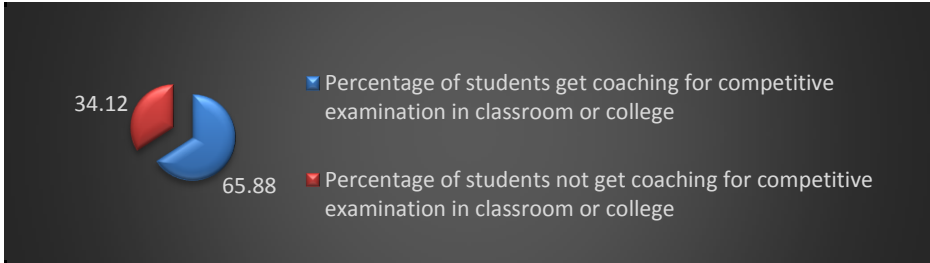 34.12
65.88
Percentage of students get coaching for competitive
examination in classroom or college
Percentage of students not get coaching for competitive
examination in classroom or college